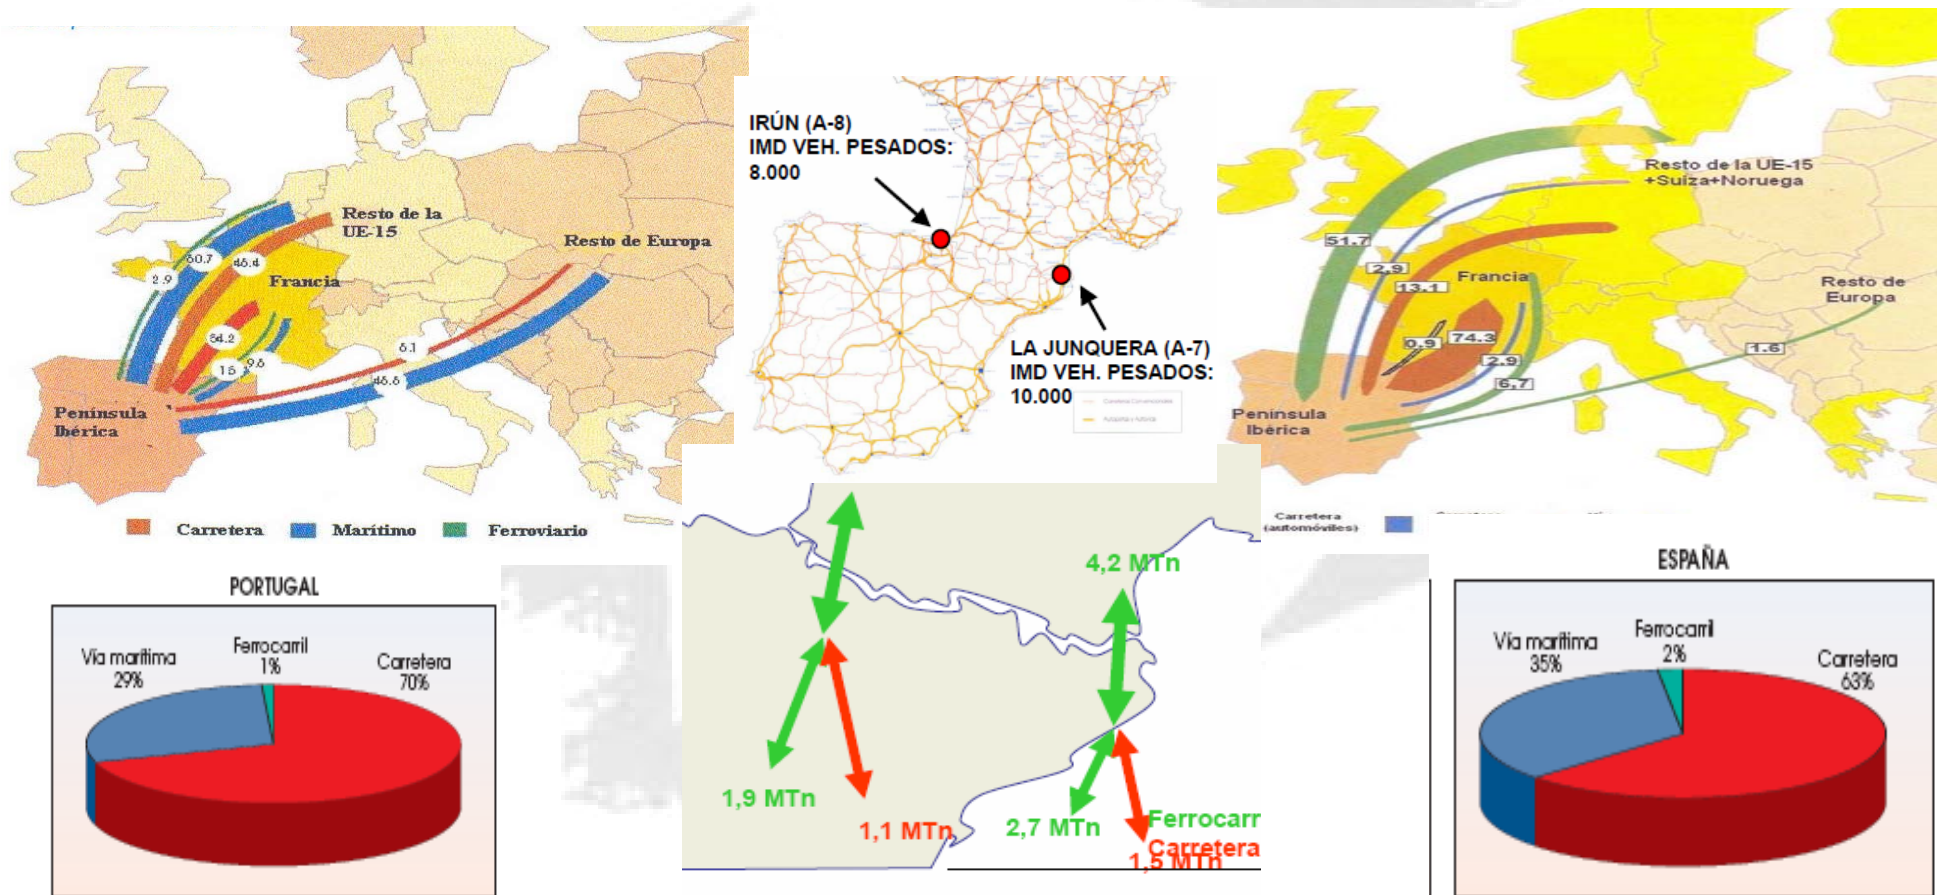 Resto de la
UE-15
Resto de Europa
Francia
60.7
46.4
2.9
54.2
15
9.6
6.1
46.6
Península
Ibérica
Carretera
Marítimo
Ferroviario
IRÚN (A-8)
IMD VEH. PESADOS:
8.000
LA JUNQUERA (A-7)
IMD VEH. PESADOS:
10.000
Resto de la UE-15
+Suiza+Noruega
Resto de
Europa
Francia
51.7
2.9
13.1
0.9
74.3
2.9
6,7
1.6
Península
Ibérica
Carretera
(automóviles)
PORTUGAL
Vía marítima
29%
Ferrocarril
1%
Carretera
70%
4,2 MTn
1,9 MTn
1,1 MTn
2,7 MTn
Ferrocarr
Carretera
1,5 MTn
ESPAÑA
Vía marítima
35%
Ferrocarril
2%
Carretera
63%